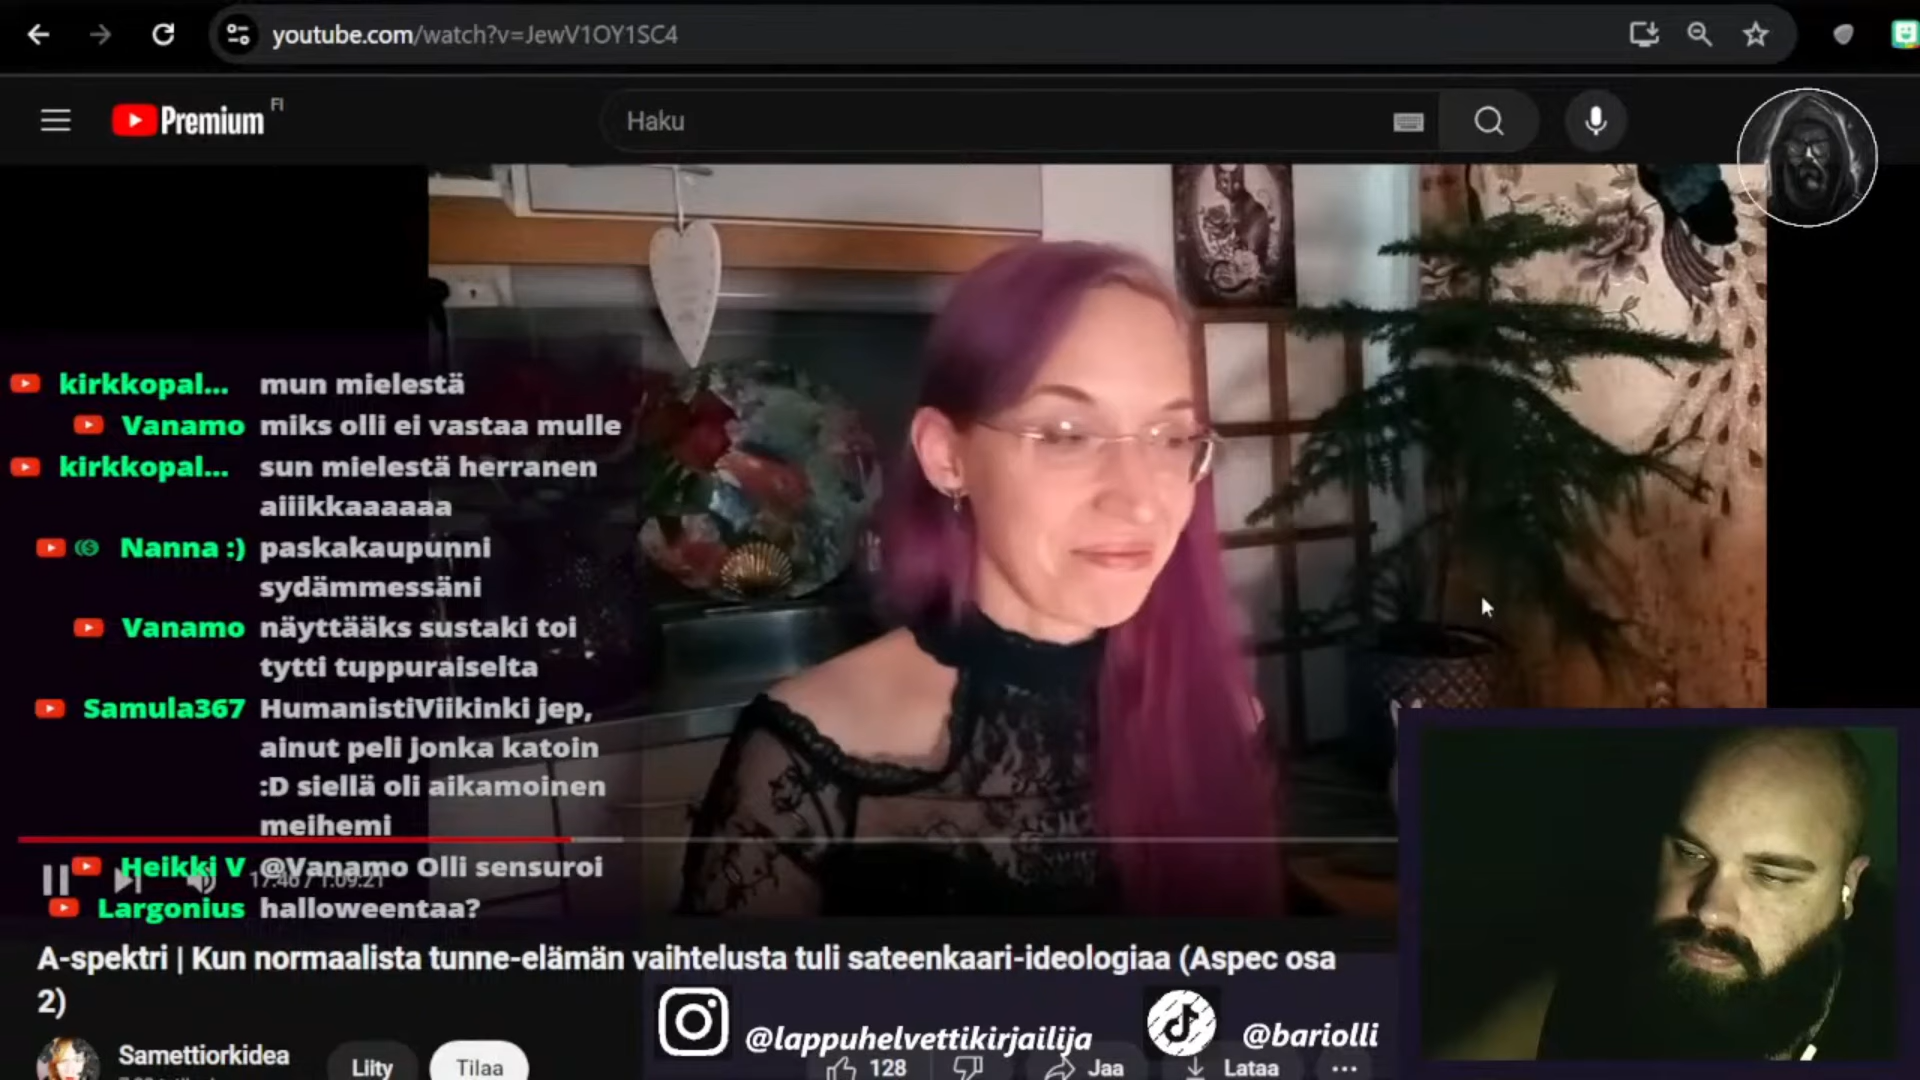 youtube.com/watch?v=JewV1OY1SC4
Premium
FI
Haku
kirkkopal... mun mielestä
Vanamo miks olli ei vastaa mulle
kirkkopal... sun mielestä herranen
aiiikkaaaaaa
Nanna :) paskakaupunni
sydämmessäni
Vanamo näyttääks sustaki toi
tytti tuppuraiselta
Samula367 HumanistiViikinki jep,
ainut peli jonka katoin
:D siellä oli aikamoinen
meihemi
Heikki V @Vanamo Olli sensuroi
17:46 / 1:09:21
Largonius halloweentaa?
A-spektri | Kun normaalista tunne-elämän vaihtelusta tuli sateenkaari-ideologiaa (Aspec osa
2)
@lappuhelvettikirjailija
@bariolli
Samettiorkidea
Liity
Tilaa
128
Jaa
Lataa